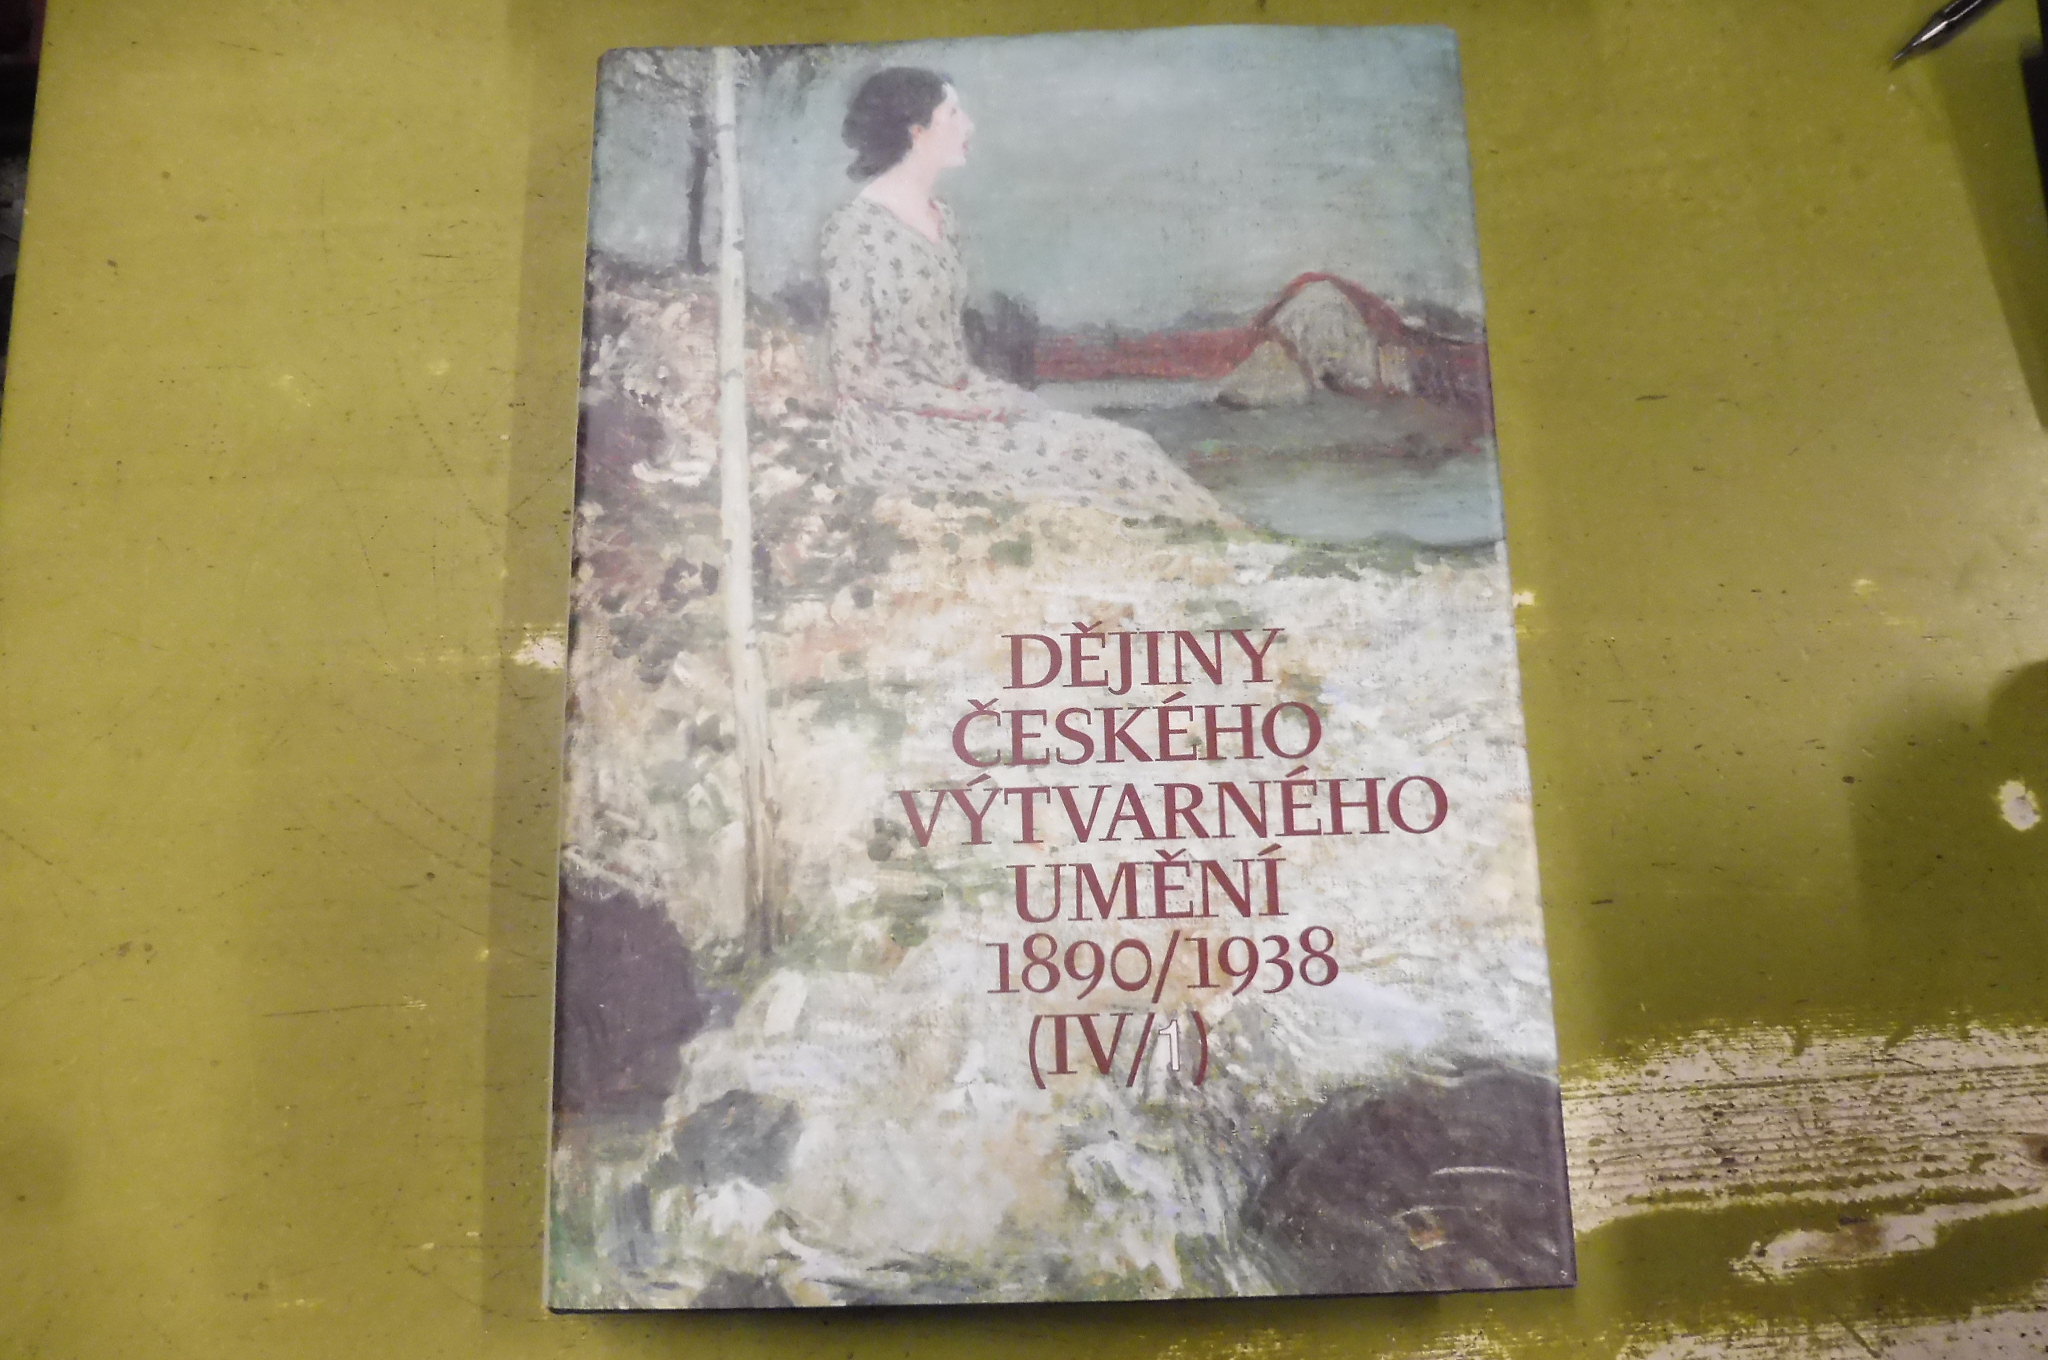 DĚJINY
ČESKÉHO
VÝTVARNÉHO
UMĚNÍ
1890/1938
(IV/1)